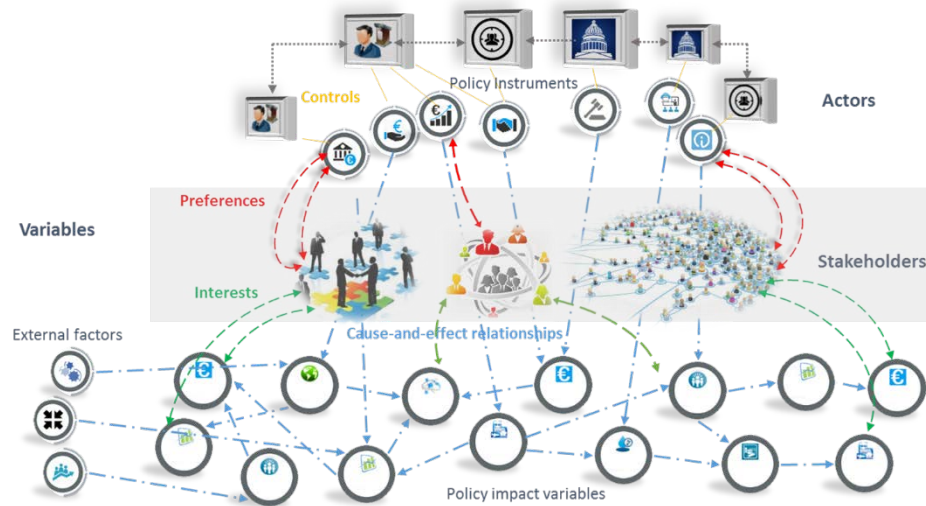 Policy Instruments
Controls
Actors
Preferences
Variables
Stakeholders
Interests
Cause-and-effect relationships
External factors
Policy impact variables